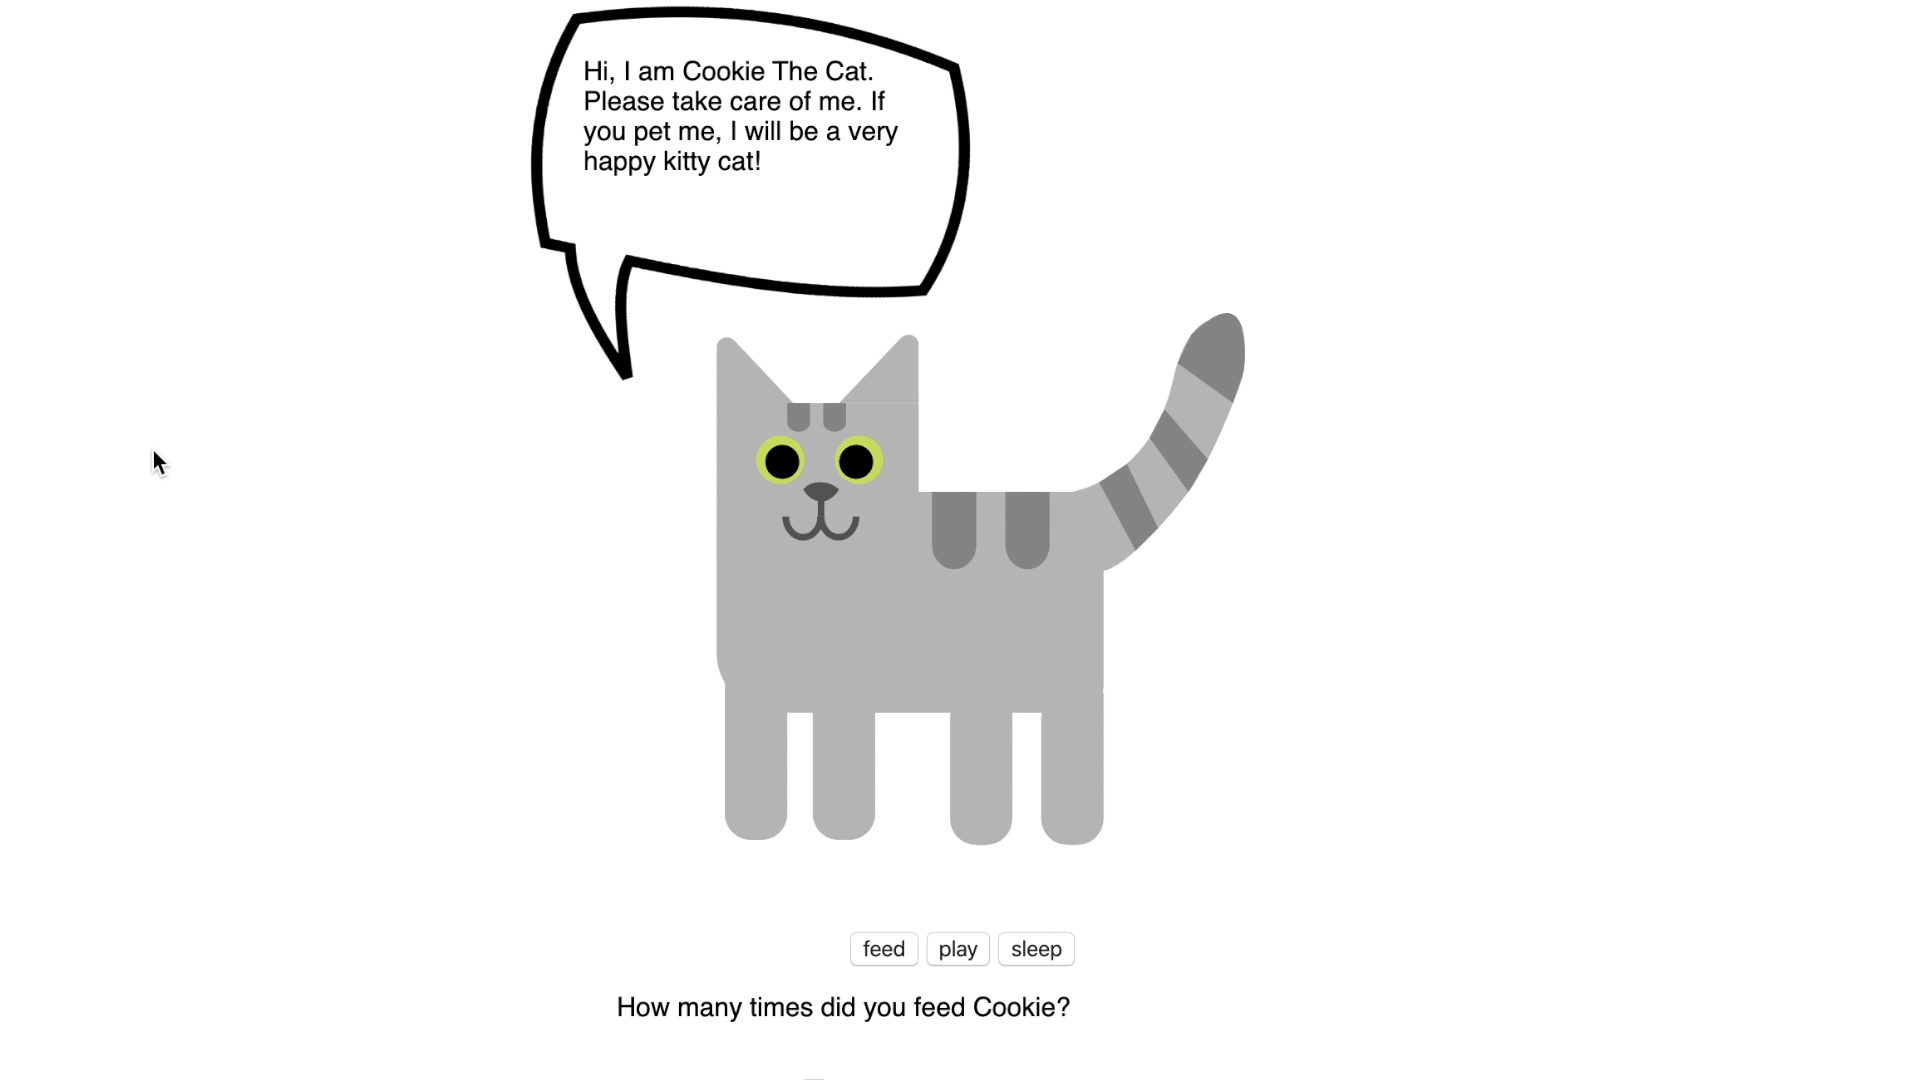 Hi, I am Cookie The Cat.
Please take care of me. If
you pet me, I will be a very
happy kitty cat!
feed play sleep
How many times did you feed Cookie?